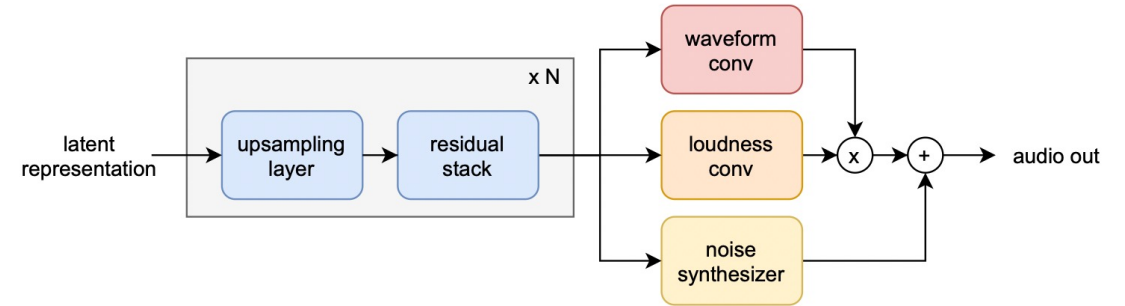 latent
representation
x N
upsampling
layer
residual
stack
waveform
conv
loudness
conv
noise
synthesizer
x
+
audio out